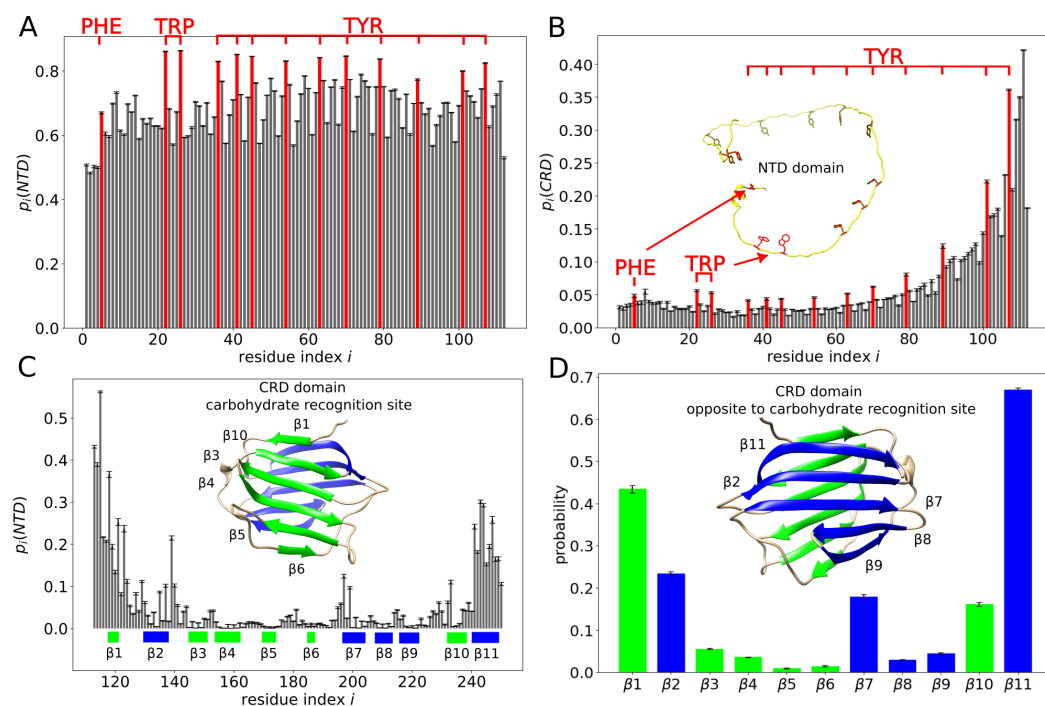 A
PHE
TRP
TYR
p_i(NTD)
0.8
0.6
0.4
0.2
0.0
0 20 40 60 80 100
residue index i
B
TYR
p_i(CRD)
0.40
0.35
0.30
0.25
0.20
0.15
0.10
0.05
0.00
NTD domain
PHE
TRP
0 20 40 60 80 100
residue index i
C
CRD domain
carbohydrate recognition site
p_i(NTD)
0.5
0.4
0.3
0.2
0.1
0.0
β1
β10
β3
β4
β5
β6
β1 β2 β3 β4 β5 β6 β7 β8 β9 β10 β11
120 140 160 180 200 220 240
residue index i
D
CRD domain
opposite to carbohydrate recognition site
probability
0.7
0.6
0.5
0.4
0.3
0.2
0.1
0.0
β11
β2
β7
β8
β9
β1 β2 β3 β4 β5 β6 β7 β8 β9 β10 β11